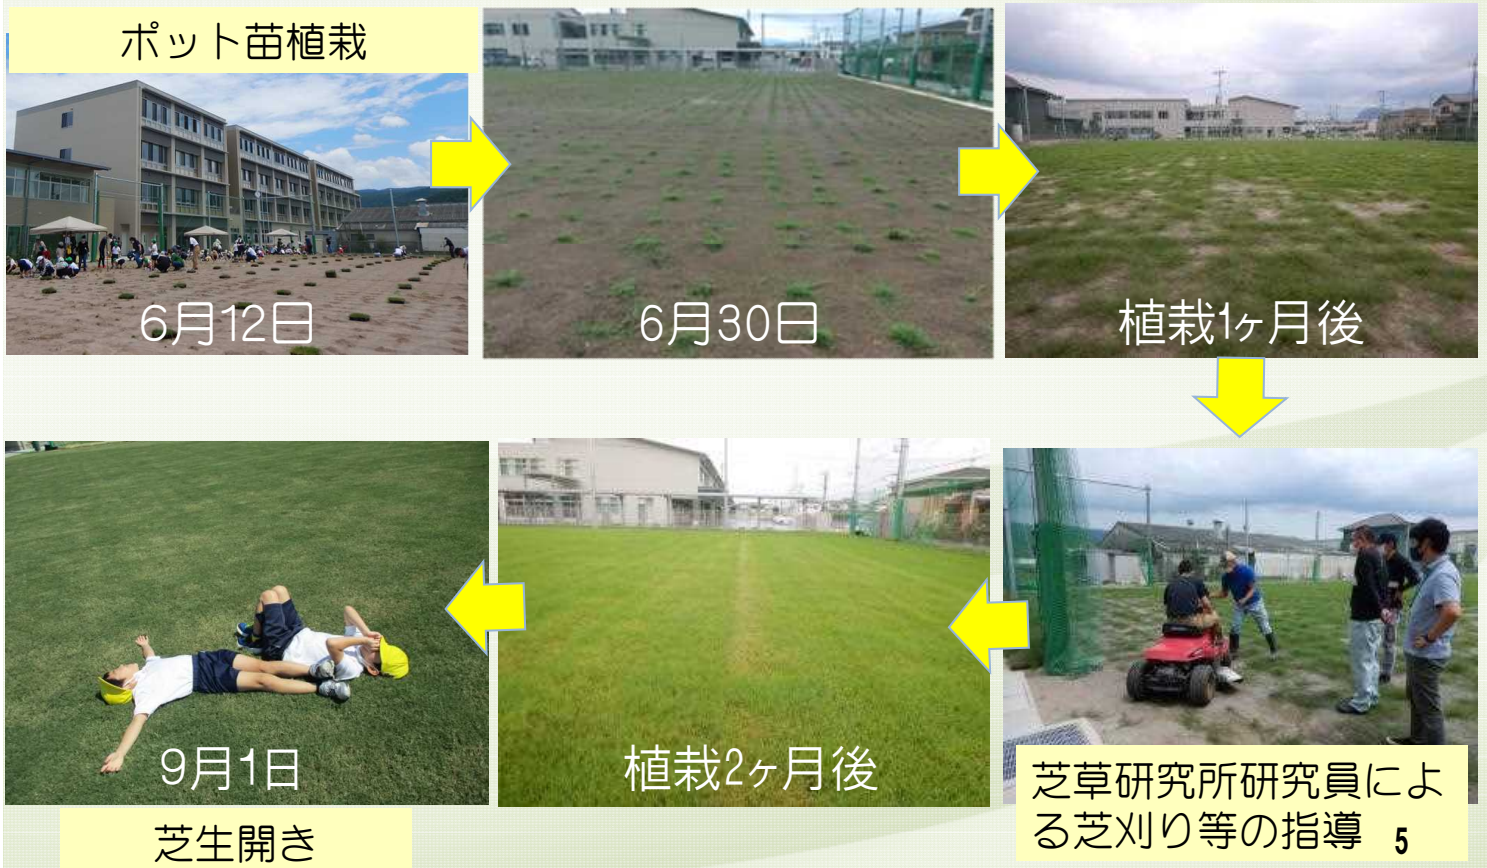 ポット苗植栽
6月12日
6月30日
植栽1ヶ月後
芝草研究所研究員によ
る芝刈り等の指導
植栽2ヶ月後
9月1日
芝生開き
5